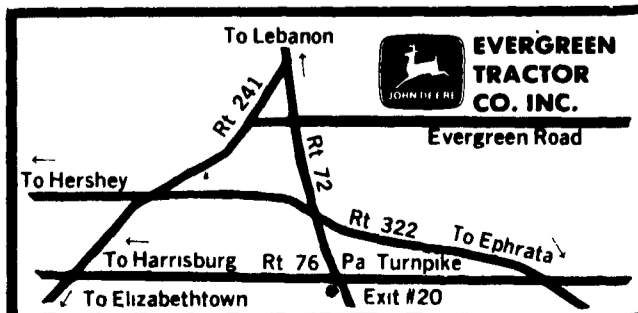 To Lebanon
EVERGREEN
TRACTOR
CO. INC.
JOHN DEERE
Rt 241
Evergreen Road
Rt 72
To Hershey
Rt 322
To Ephrata
To Harrisburg Rt 76 Pa Turnpike
To Elizabethtown
Exit #20